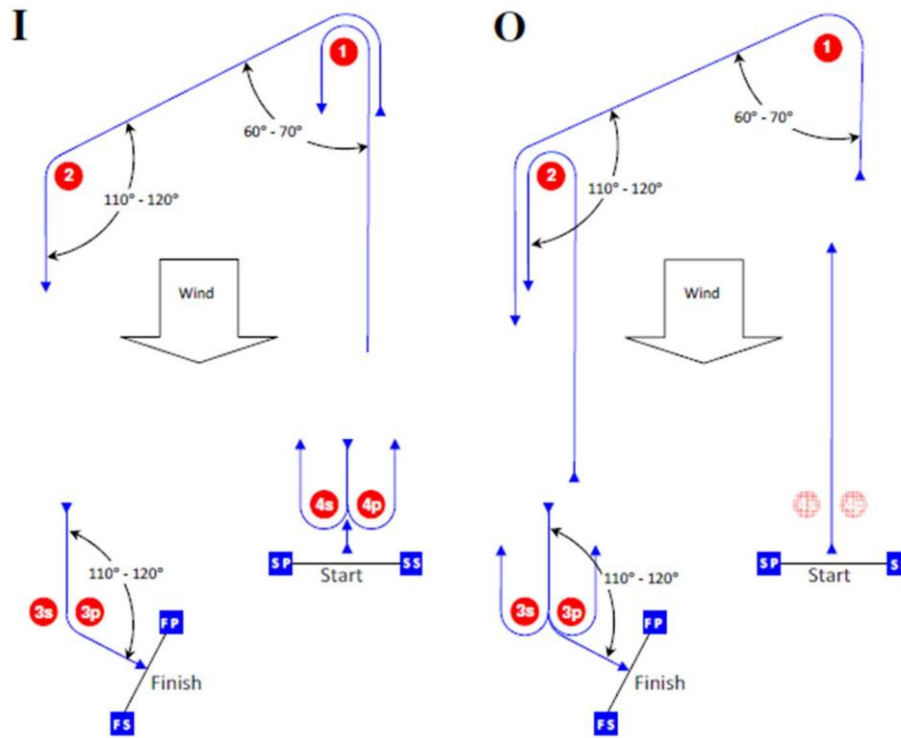 I
1
60° - 70°
2
110° - 120°
Wind
4s 4p
SP SS
Start
110° - 120°
3s 3p
FP
Finish
FS
O
1
60° - 70°
2
110° - 120°
Wind
SP S
Start
110° - 120°
3s 3p
FP
Finish
FS